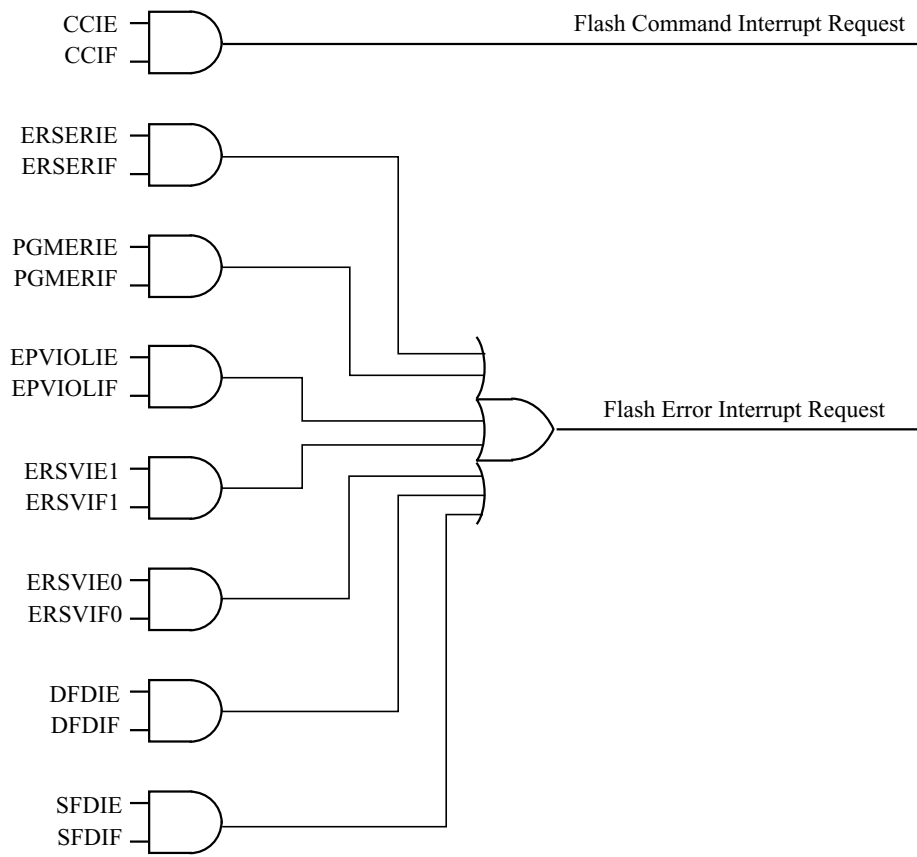 CCIE
CCIF
Flash Command Interrupt Request
ERSERIE
ERSERIF
PGMERIE
PGMERIF
EPVIOLIE
EPVIOLIF
Flash Error Interrupt Request
ERSVIE1
ERSVIF1
ERSVIE0
ERSVIF0
DFDIE
DFDIF
SFDIE
SFDIF